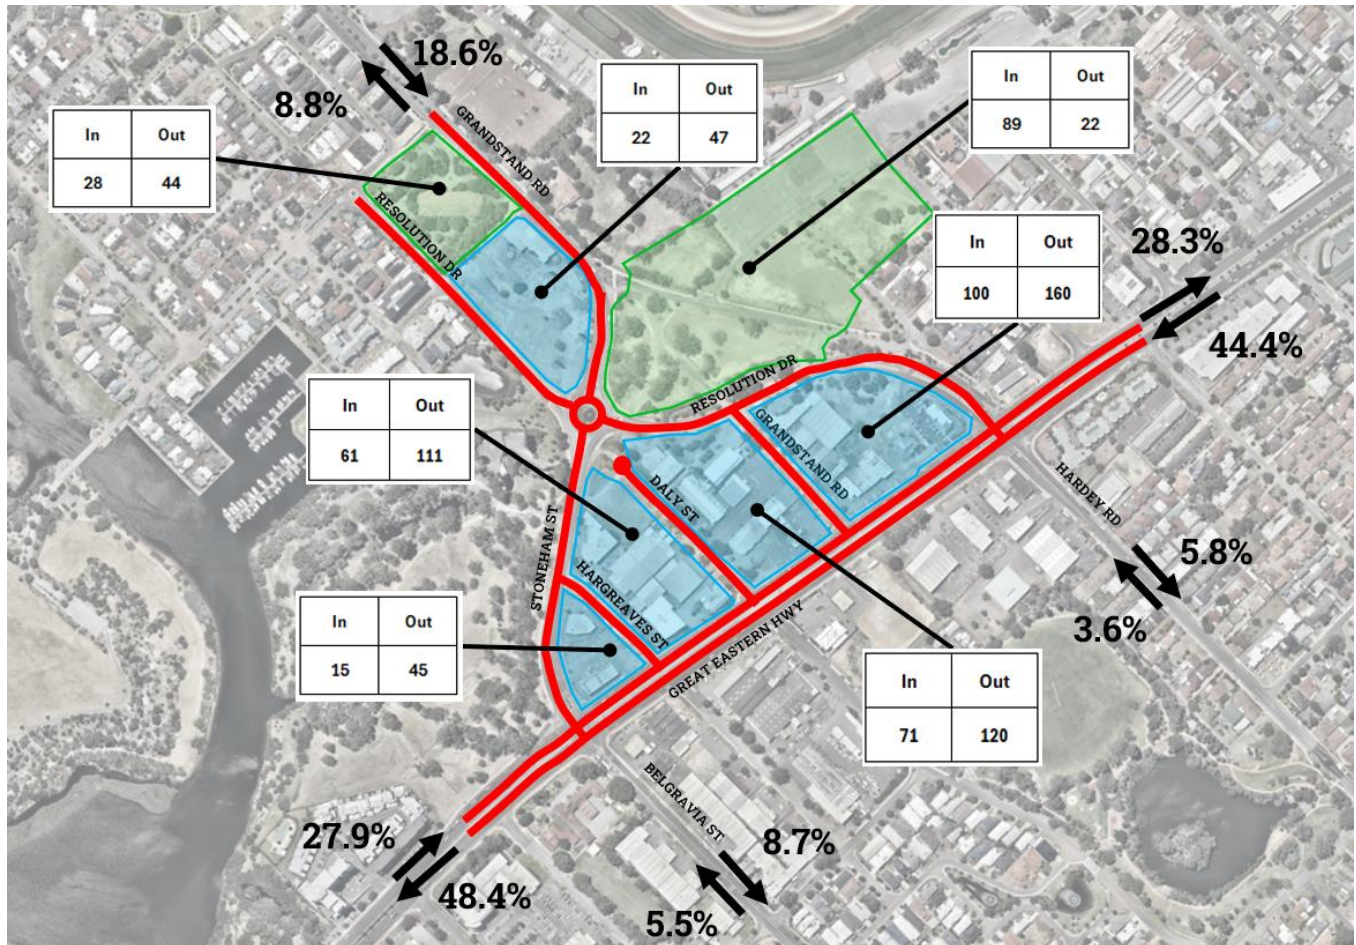 18.6%
8.8%
GRANDSTAND RD
In Out
28 44
In Out
22 47
In Out
89 22
RESOLUTION DR
In Out
100 160
28.3%
44.4%
RESOLUTION DR
GRANDSTAND RD
In Out
61 111
DALY ST
HARDEY RD
STONEHAM ST
HARGREAVES ST
5.8%
3.6%
In Out
15 45
GREAT EASTERN HWY
In Out
71 120
BELGRAVIA ST
27.9%
48.4%
8.7%
5.5%